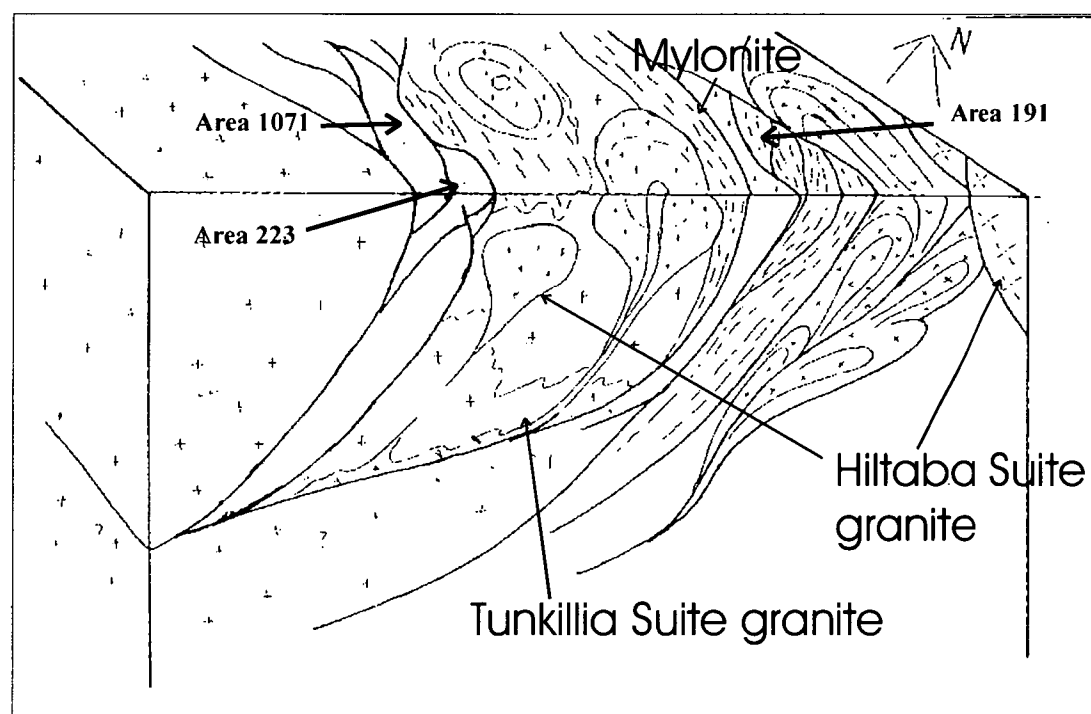 N
Mylonite
Area 1071
Area 191
Area 223
Hiltaba Suite
granite
Tunkillia Suite granite
?
?
?